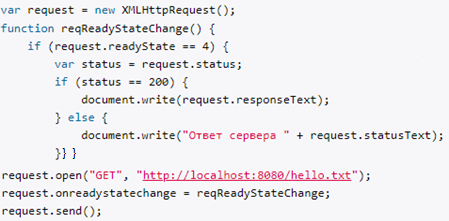 var request = new XMLHttpRequest();
function reqReadyStateChange() {
    if (request.readyState == 4) {
        var status = request.status;
        if (status == 200) {
            document.write(request.responseText);
        } else {
            document.write("Ответ сервера " + request.statusText);
        }} }
request.open("GET", "http://localhost:8080/hello.txt");
request.onreadystatechange = reqReadyStateChange;
request.send();